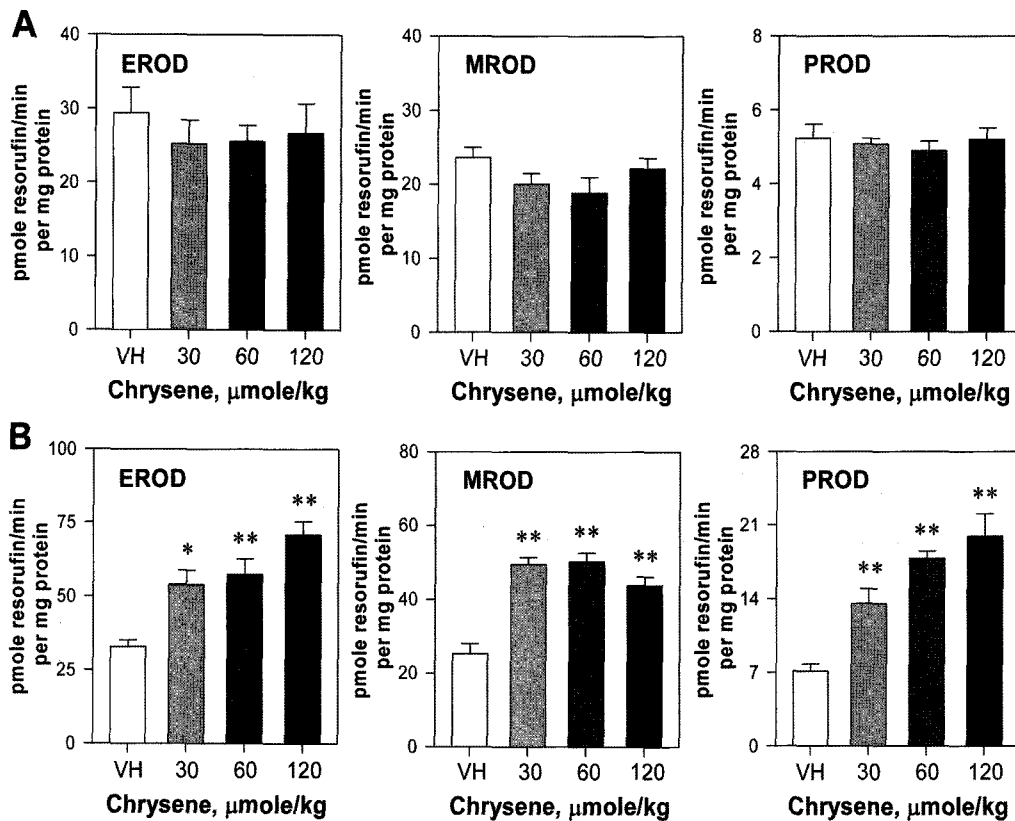 A
EROD
40
30
20
10
0
pmole resorufin/min
per mg protein
VH 30 60 120
Chrysene, μmole/kg
MROD
40
30
20
10
0
pmole resorufin/min
per mg protein
VH 30 60 120
Chrysene, μmole/kg
PROD
8
6
4
2
0
pmole resorufin/min
per mg protein
VH 30 60 120
Chrysene, μmole/kg
B
EROD
100
75
50
25
0
pmole resorufin/min
per mg protein
* ** **
VH 30 60 120
Chrysene, μmole/kg
MROD
80
60
40
20
0
pmole resorufin/min
per mg protein
** ** **
VH 30 60 120
Chrysene, μmole/kg
PROD
28
21
14
7
0
pmole resorufin/min
per mg protein
** ** **
VH 30 60 120
Chrysene, μmole/kg